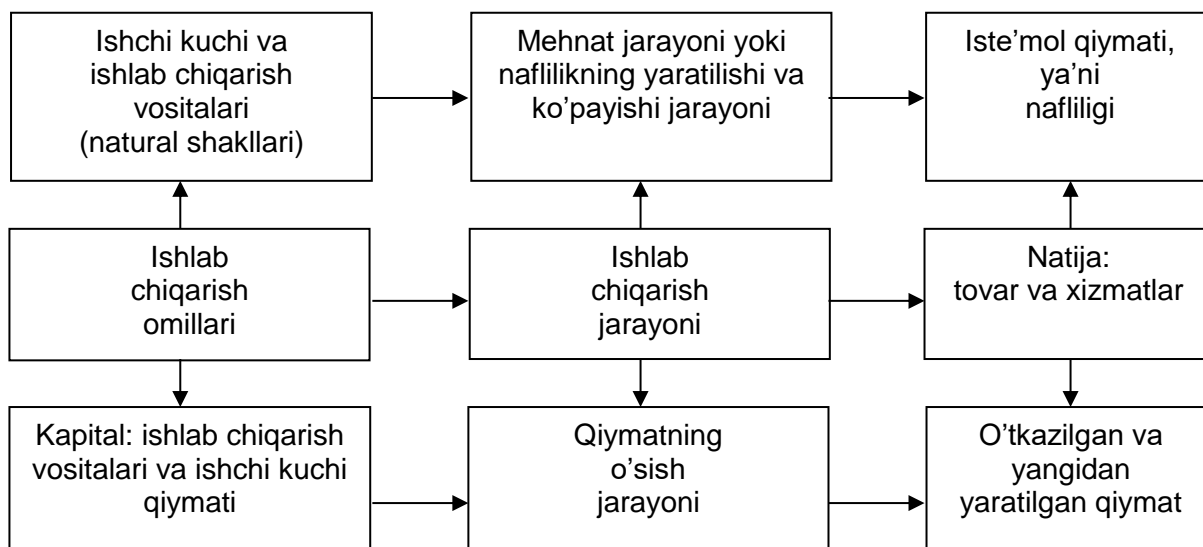 Ishchi kuchi va
ishlab chiqarish
vositalari
(natural shakllari)
Mehnat jarayoni yoki
naflilikning yaratilishi va
ko’payishi jarayoni
Iste’mol qiymati,
ya’ni
nafliligi
Ishlab
chiqarish
omillari
Ishlab
chiqarish
jarayoni
Natija:
tovar va xizmatlar
Kapital: ishlab chiqarish
vositalari va ishchi kuchi
qiymati
Qiymatning
o’sish
jarayoni
O’tkazilgan va
yangidan
yaratilgan qiymat